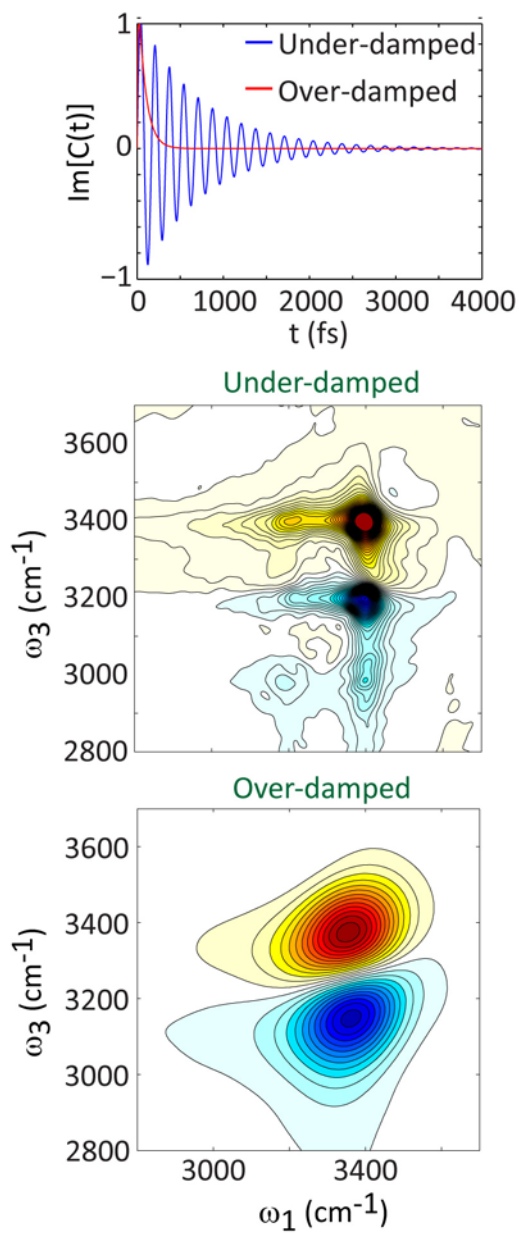 1
Under-damped
Over-damped
Im[C(t)]
0
−1
0 1000 2000 3000 4000
t (fs)
Under-damped
3600
3400
3200
3000
2800
ω3 (cm-1)
Over-damped
3600
3400
3200
3000
2800
ω3 (cm-1)
3000 3400
ω1 (cm-1)